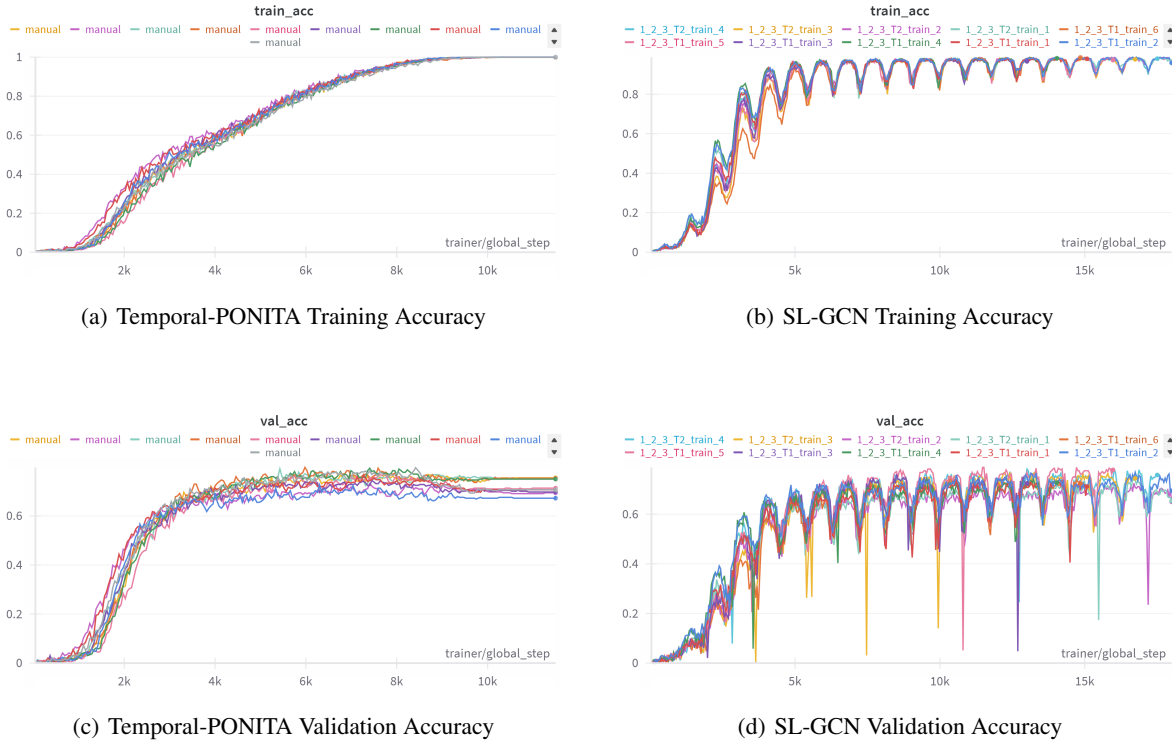 train_acc
manual manual manual manual manual manual manual manual manual
manual
1
0.8
0.6
0.4
0.2
0
trainer/global_step
2k 4k 6k 8k 10k
(a) Temporal-PONITA Training Accuracy
train_acc
1_2_3_T2_train_4 1_2_3_T2_train_3 1_2_3_T2_train_2 1_2_3_T2_train_1 1_2_3_T1_train_6
1_2_3_T1_train_5 1_2_3_T1_train_3 1_2_3_T1_train_4 1_2_3_T1_train_1 1_2_3_T1_train_2
0.8
0.6
0.4
0.2
0
trainer/global_step
5k 10k 15k
(b) SL-GCN Training Accuracy
val_acc
manual manual manual manual manual manual manual manual manual
manual
0.6
0.4
0.2
0
trainer/global_step
2k 4k 6k 8k 10k
(c) Temporal-PONITA Validation Accuracy
val_acc
1_2_3_T2_train_4 1_2_3_T2_train_3 1_2_3_T2_train_2 1_2_3_T2_train_1 1_2_3_T1_train_6
1_2_3_T1_train_5 1_2_3_T1_train_3 1_2_3_T1_train_4 1_2_3_T1_train_1 1_2_3_T1_train_2
0.6
0.4
0.2
0
trainer/global_step
5k 10k 15k
(d) SL-GCN Validation Accuracy